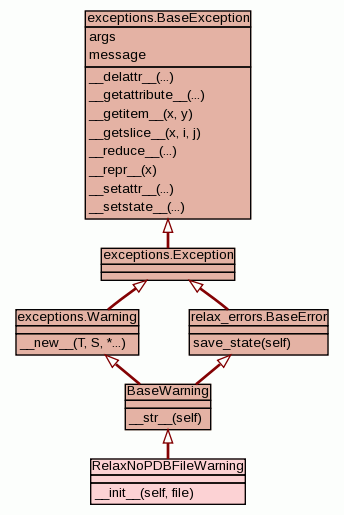 exceptions.BaseException
args
message
__delattr__(...)
__getattribute__(...)
__getitem__(x, y)
__getslice__(x, i, j)
__reduce__(...)
__repr__(x)
__setattr__(...)
__setstate__(...)
exceptions.Exception
exceptions.Warning
__new__(T, S, *...)
relax_errors.BaseError
save_state(self)
BaseWarning
__str__(self)
RelaxNoPDBFileWarning
__init__(self, file)